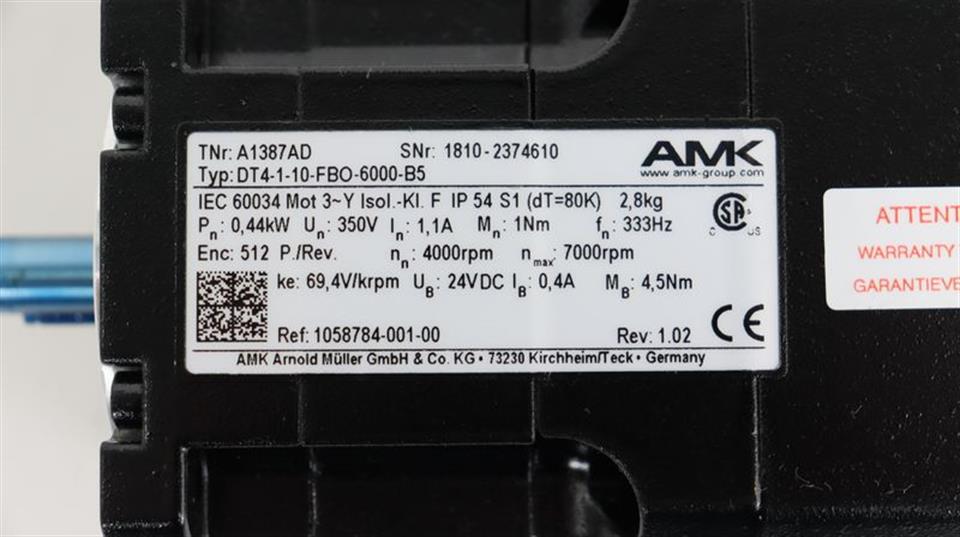 TNr: A1387AD SNr: 1810-2374610
Typ: DT4-1-10-FBO-6000-B5
AMK
www.amk-group.com
IEC 60034 Mot 3~Y Isol.-Kl. F IP 54 S1 (dT=80K) 2,8kg
Pn: 0,44kW Un: 350V In: 1,1A Mn: 1Nm fn: 333Hz
Enc: 512 P./Rev. nn: 4000rpm nmax: 7000rpm
ke: 69,4V/krpm UB: 24VDC IB: 0,4A MB: 4,5Nm
Ref: 1058784-001-00 Rev: 1.02
AMK Arnold Müller GmbH & Co. KG • 73230 Kirchheim/Teck • Germany
SA
C US
CE
ATTENT
WARRANTY
GARANTIEVE